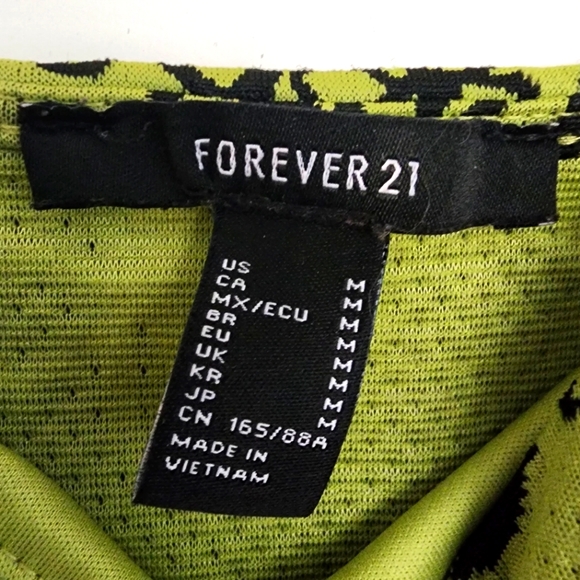 FOREVER 21
US M
CA M
MX/ECU M
BR M
EU M
UK M
KR M
JP M
CN 165/88A M
MADE IN
VIETNAM